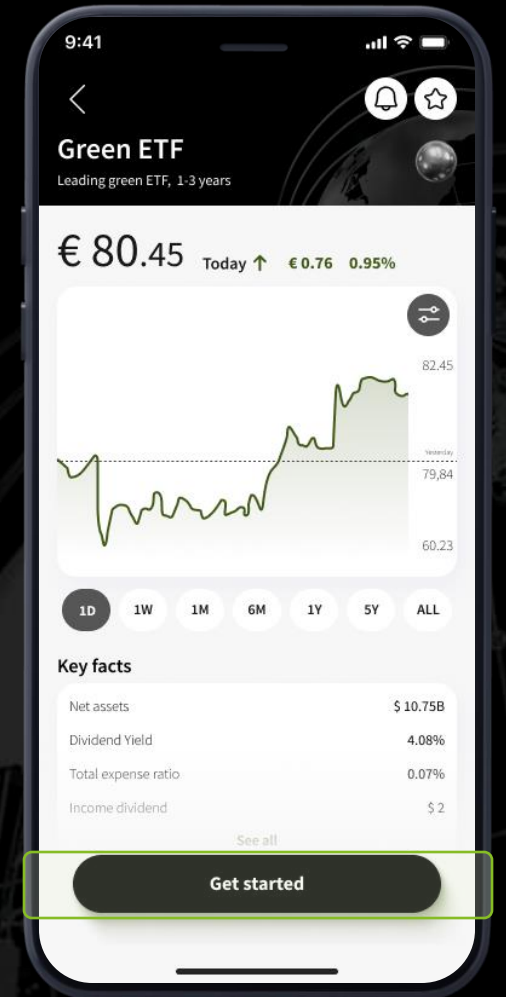 9:41
Green ETF
Leading green ETF, 1-3 years
€ 80.45 Today ↑ € 0.76 0.95%
82.45
Yesterday
79,84
60.23
1D 1W 1M 6M 1Y 5Y ALL
Key facts
Net assets $ 10.75B
Dividend Yield 4.08%
Total expense ratio 0.07%
Income dividend $ 2
See all
Get started